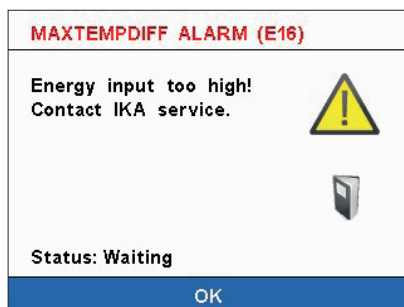 MAXTEMPDIFF ALARM (E16)
Energy input too high!
Contact IKA service.
Status: Waiting
OK